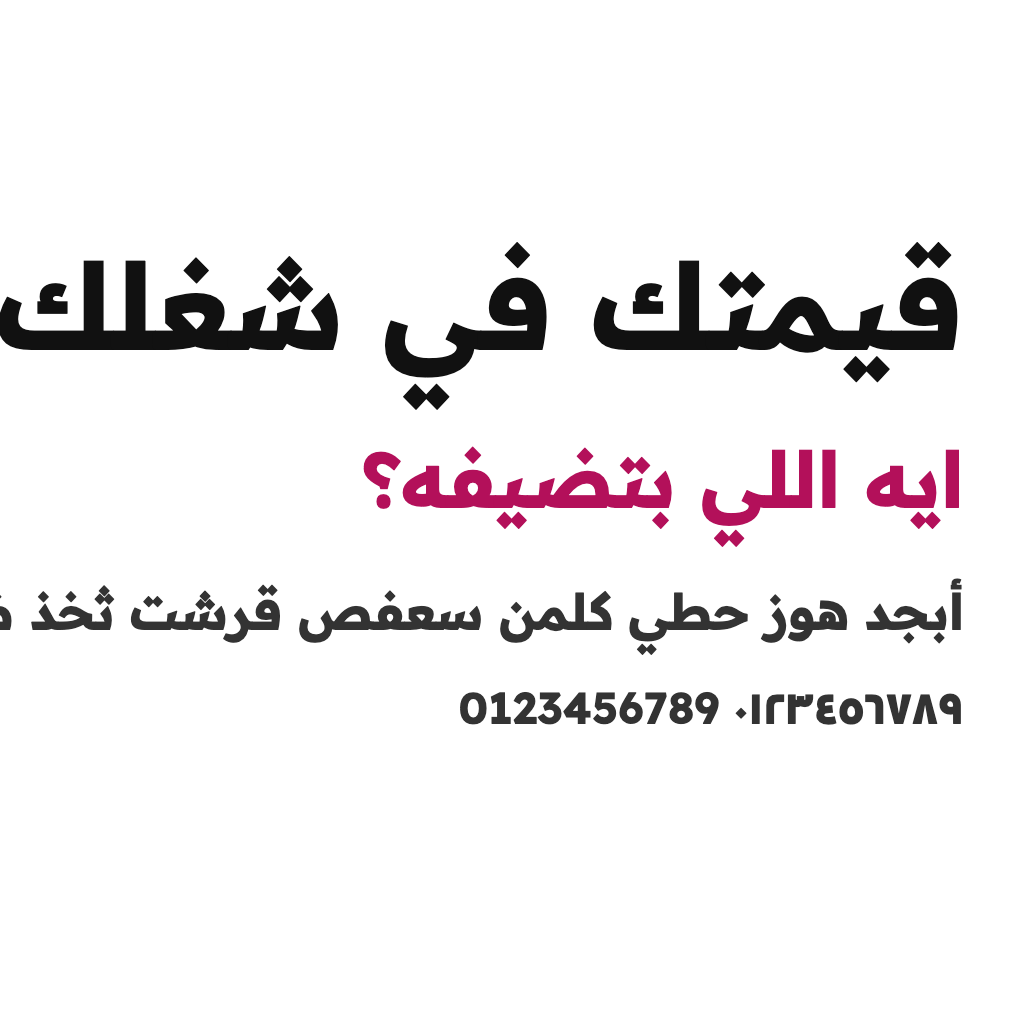 قيمتك في شغلك
ايه اللي بتضيفه؟
أبجد هوز حطي كلمن سعفص قرشت ثخذ
٠١٢٣٤٥٦٧٨٩ 0123456789